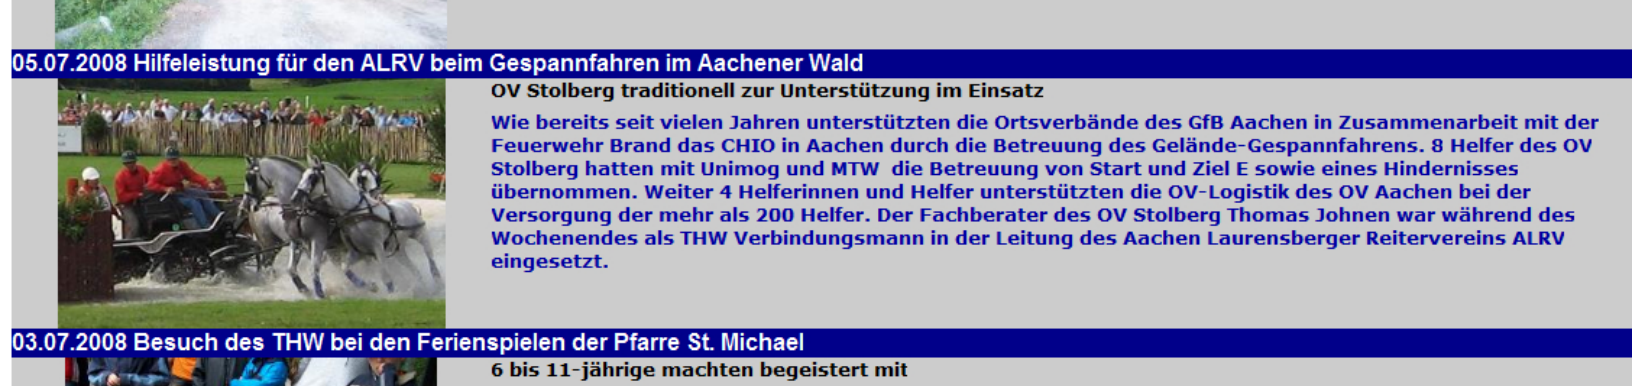 05.07.2008 Hilfeleistung für den ALRV beim Gespannfahren im Aachener Wald
OV Stolberg traditionell zur Unterstützung im Einsatz
Wie bereits seit vielen Jahren unterstützten die Ortsverbände des GfB Aachen in Zusammenarbeit mit der
Feuerwehr Brand das CHIO in Aachen durch die Betreuung des Gelände-Gespannfahrens. 8 Helfer des OV
Stolberg hatten mit Unimog und MTW die Betreuung von Start und Ziel E sowie eines Hindernisses
übernommen. Weiter 4 Helferinnen und Helfer unterstützten die OV-Logistik des OV Aachen bei der
Versorgung der mehr als 200 Helfer. Der Fachberater des OV Stolberg Thomas Johnen war während des
Wochenendes als THW Verbindungsmann in der Leitung des Aachen Laurensberger Reitervereins ALRV
eingesetzt.
03.07.2008 Besuch des THW bei den Ferienspielen der Pfarre St. Michael
6 bis 11-jährige machten begeistert mit